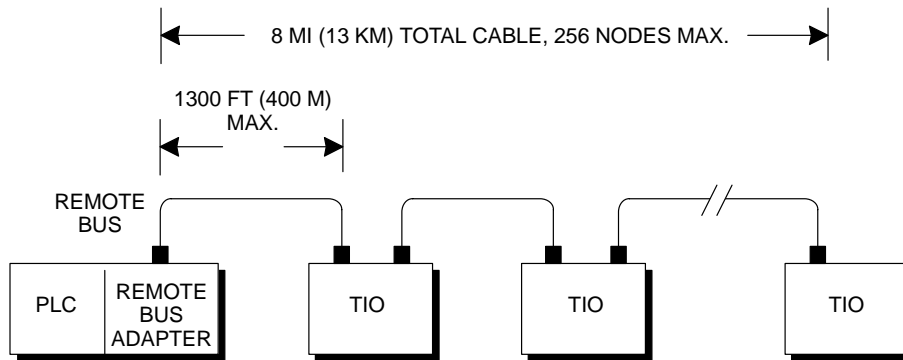 8 MI (13 KM) TOTAL CABLE, 256 NODES MAX.
1300 FT (400 M)
MAX.
REMOTE
BUS
PLC
REMOTE
BUS
ADAPTER
TIO
TIO
TIO